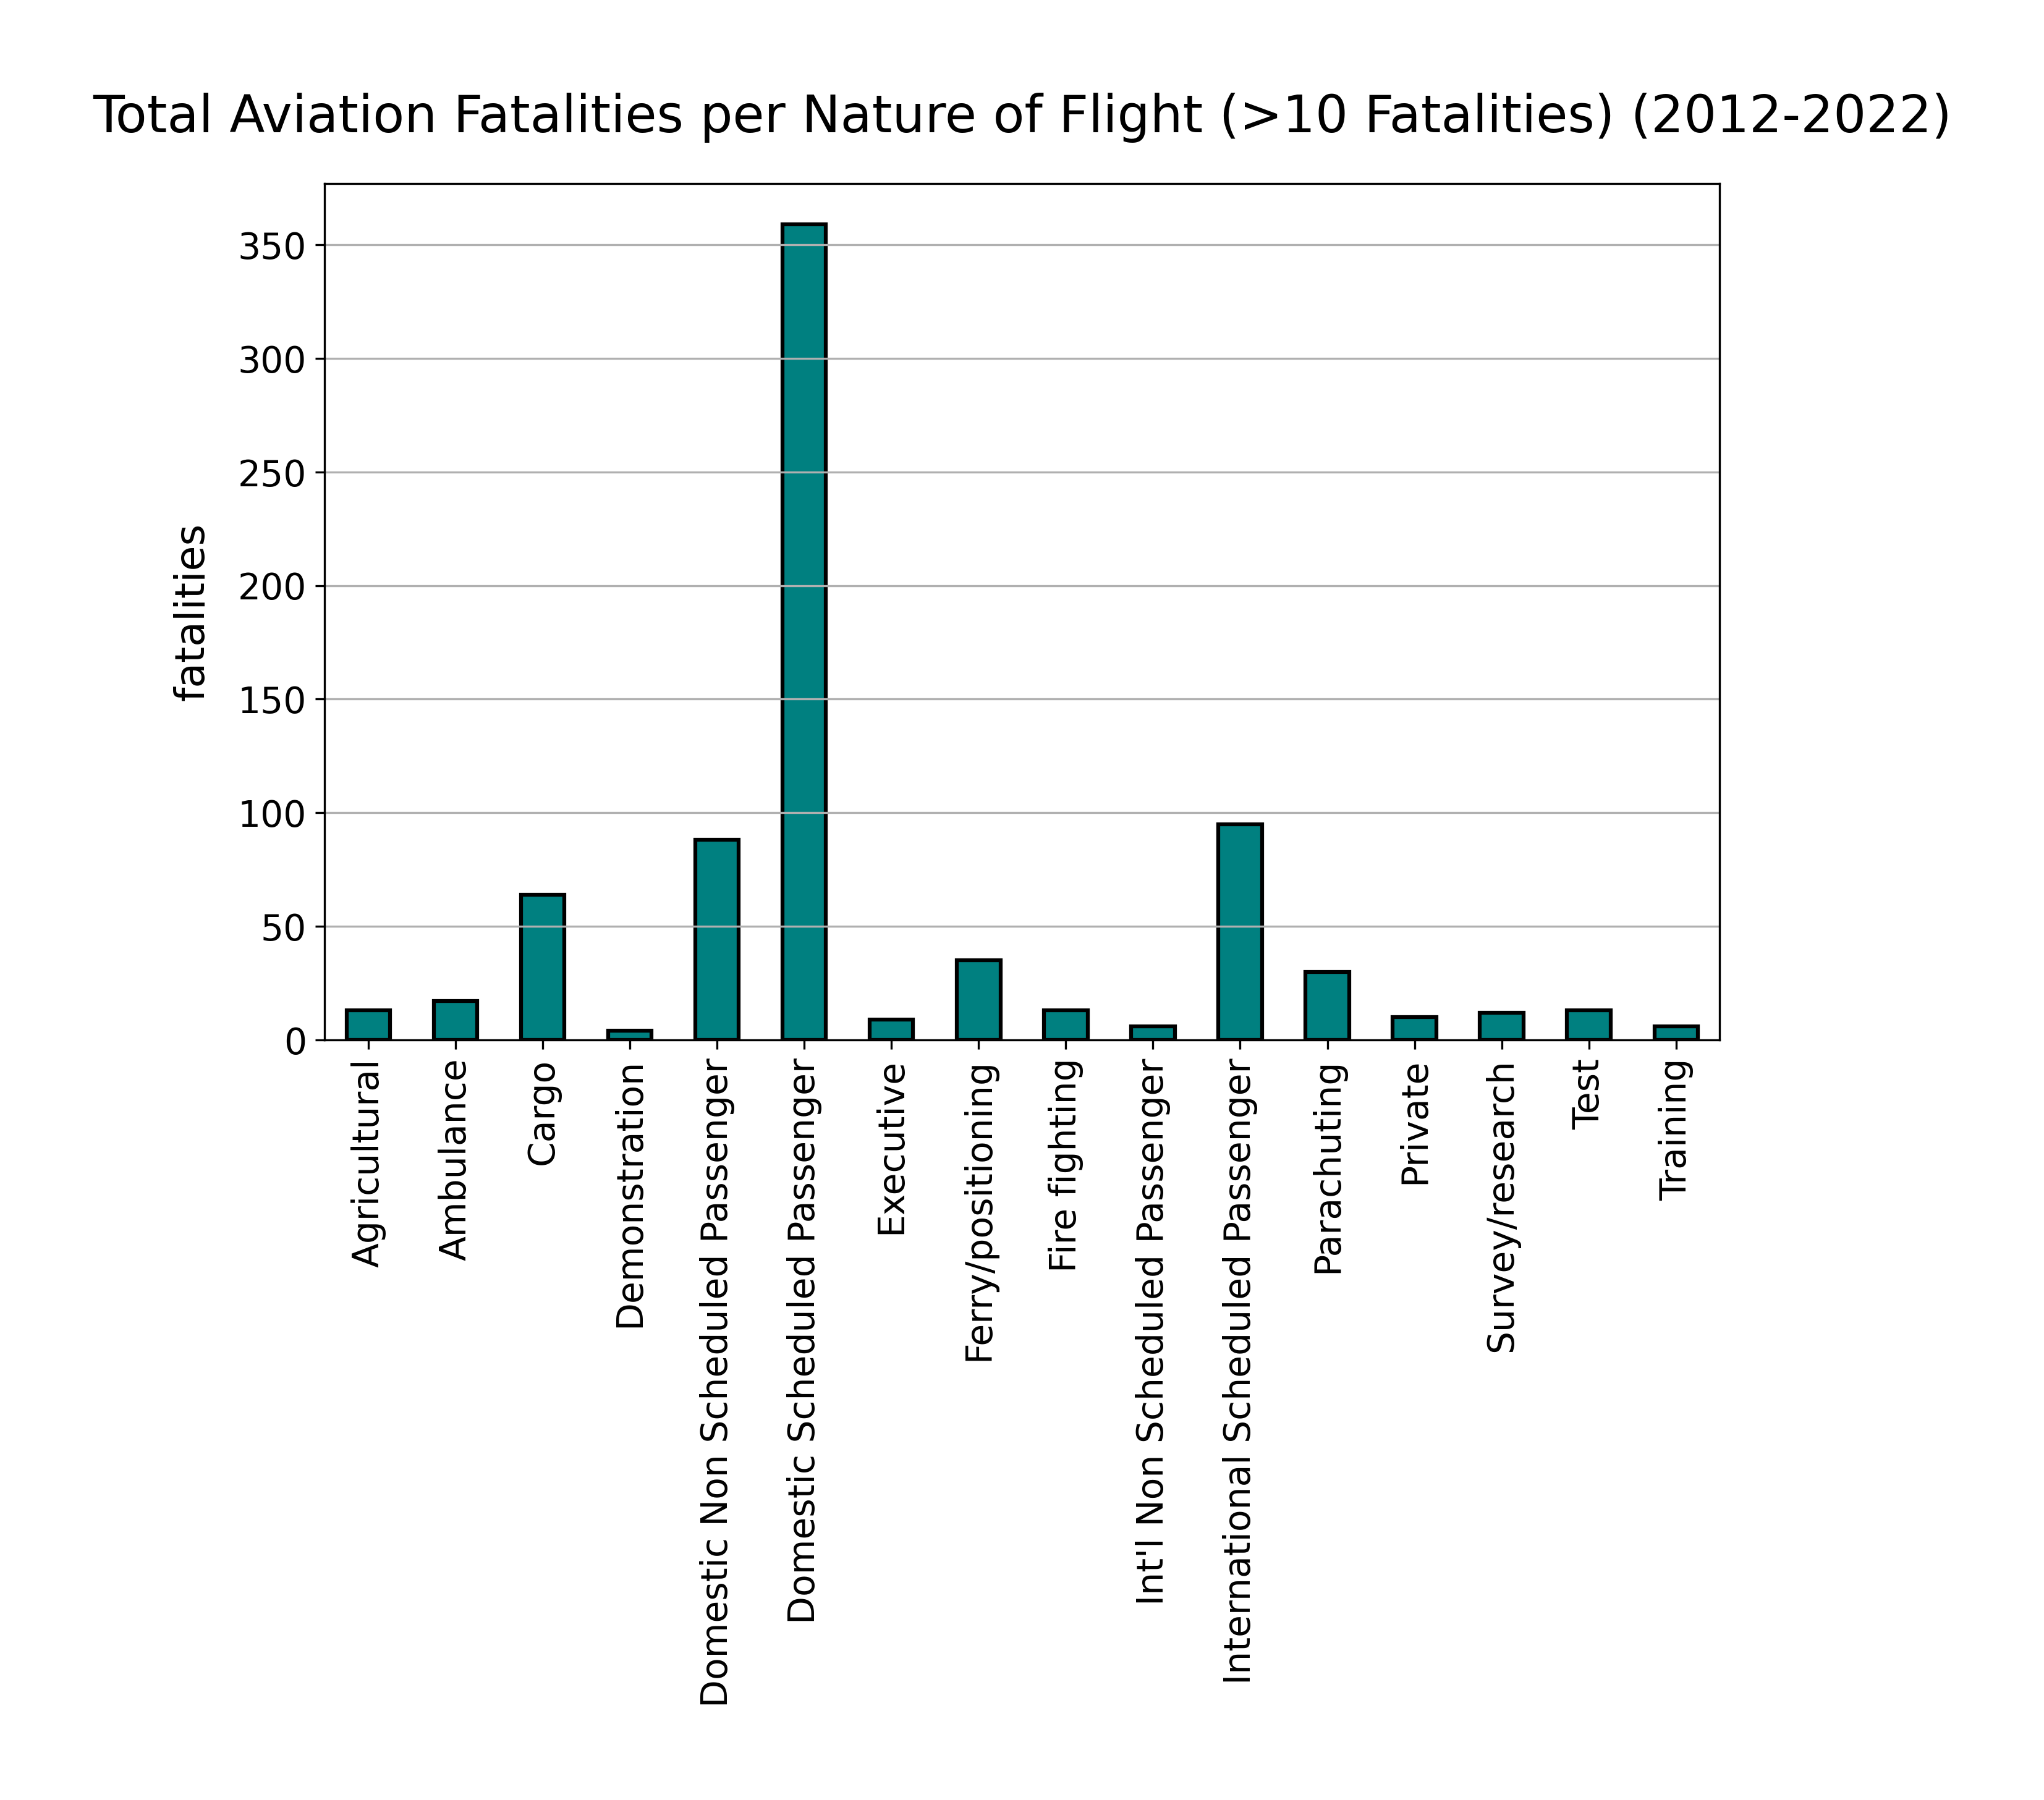 Total Aviation Fatalities per Nature of Flight (>10 Fatalities) (2012-2022)
fatalities
350
300
250
200
150
100
50
0
Agricultural
Ambulance
Cargo
Demonstration
Domestic Non Scheduled Passenger
Domestic Scheduled Passenger
Executive
Ferry/positioning
Fire fighting
Int'l Non Scheduled Passenger
International Scheduled Passenger
Parachuting
Private
Survey/research
Test
Training